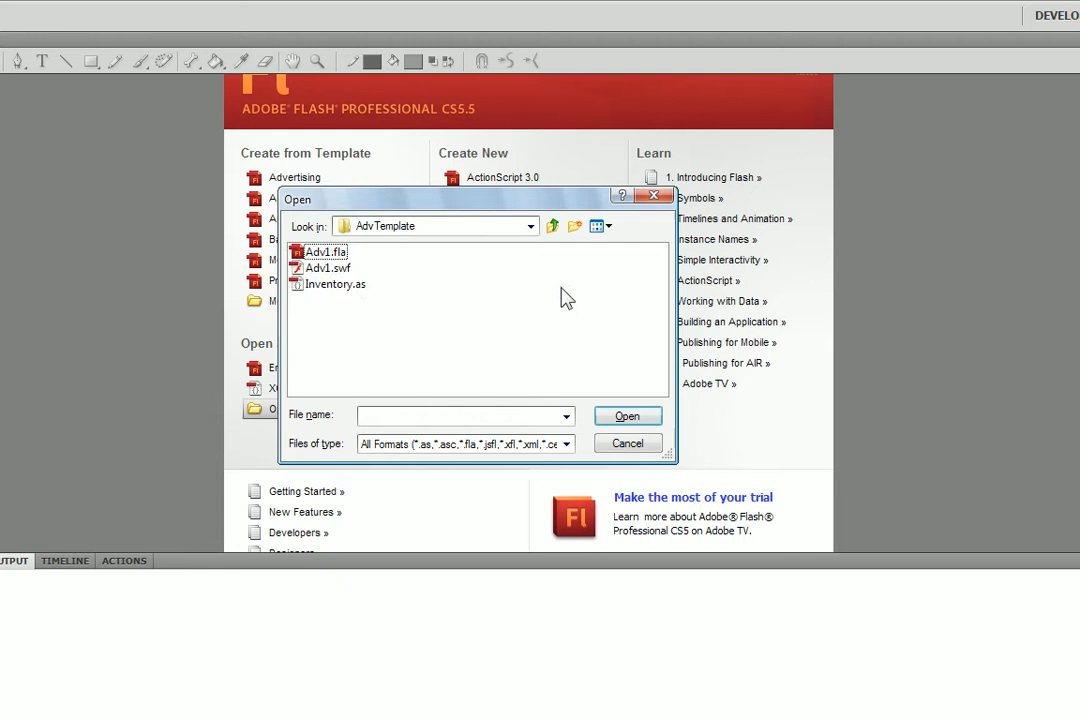 DEVELO
T
Fl
ADOBE® FLASH® PROFESSIONAL CS5.5
Create from Template
Create New
Learn
Advertising
ActionScript 3.0
1. Introducing Flash »
Open
Symbols »
Look in:
AdvTemplate
Timelines and Animation »
Instance Names »
Adv1.fla
Simple Interactivity »
Adv1.swf
ActionScript »
Inventory.as
Working with Data »
Building an Application »
Publishing for Mobile »
Open
Publishing for AIR »
Adobe TV »
File name:
Open
Files of type:
All Formats (*.as,*.asc,*.fla,*.jsfl,*.xfl,*.xml,*.ce
Cancel
Getting Started »
New Features »
Developers »
Fl
Make the most of your trial
Learn more about Adobe® Flash®
Professional CS5 on Adobe TV.
UTPUT
TIMELINE
ACTIONS